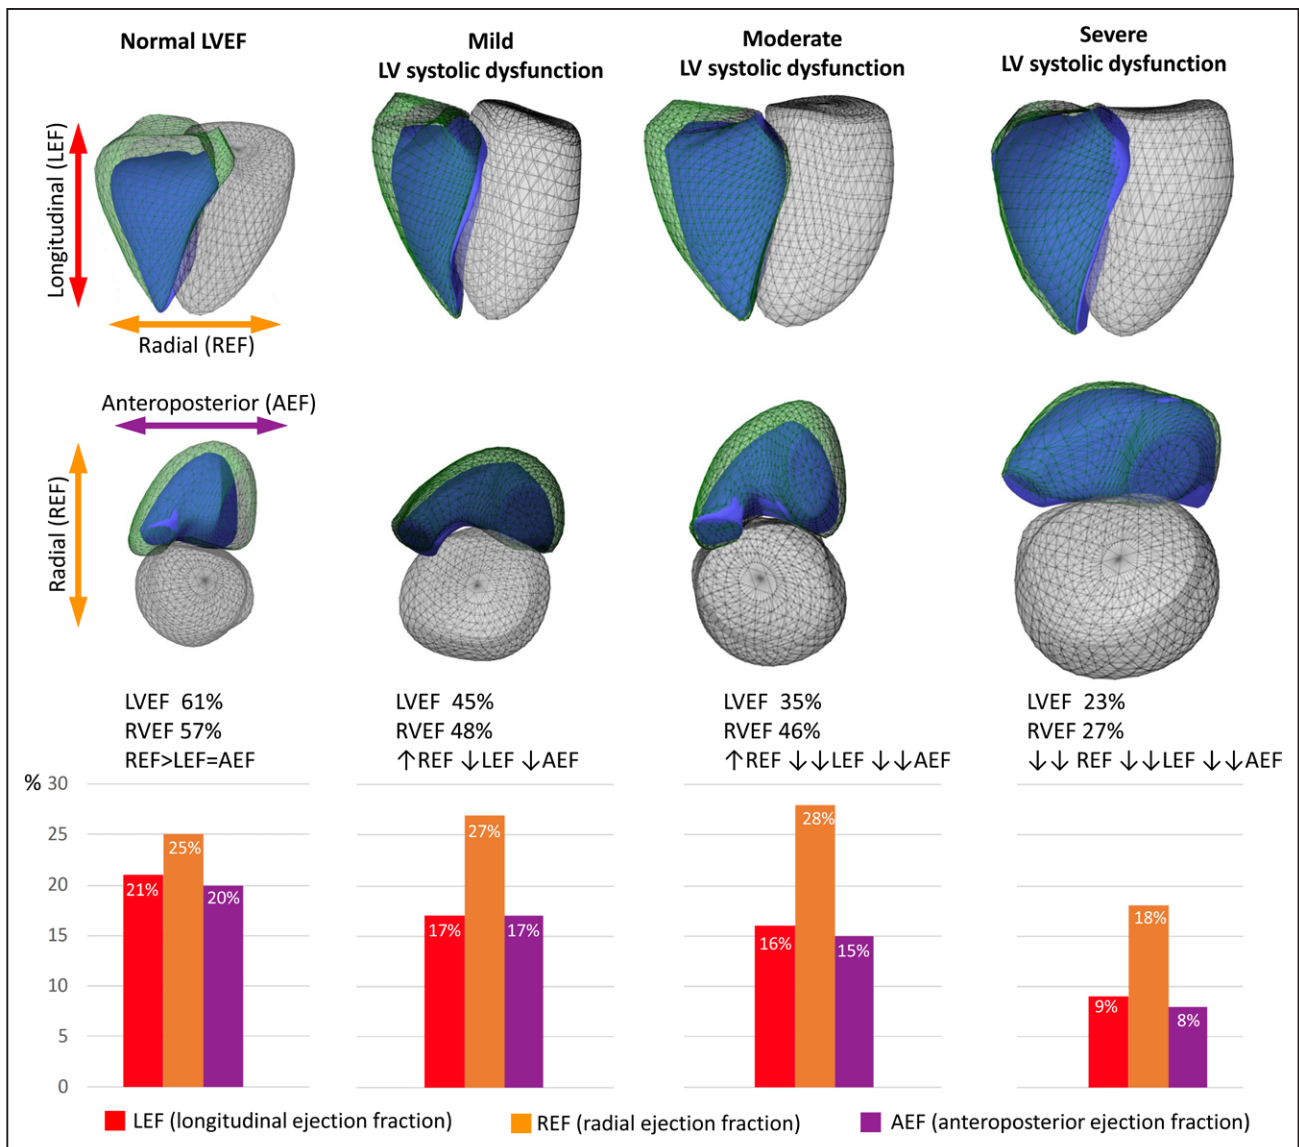 Normal LVEF
Mild
LV systolic dysfunction
Moderate
LV systolic dysfunction
Severe
LV systolic dysfunction
Longitudinal (LEF)
Radial (REF)
Anteroposterior (AEF)
Radial (REF)
LVEF 61%
RVEF 57%
REF>LEF=AEF
LVEF 45%
RVEF 48%
↑REF ↓LEF ↓AEF
LVEF 35%
RVEF 46%
↑REF ↓↓LEF ↓↓AEF
LVEF 23%
RVEF 27%
↓↓ REF ↓↓LEF ↓↓AEF
% 30
25
20
15
10
5
0
21%
25%
20%
17%
27%
17%
16%
28%
15%
9%
18%
8%
LEF (longitudinal ejection fraction)
REF (radial ejection fraction)
AEF (anteroposterior ejection fraction)